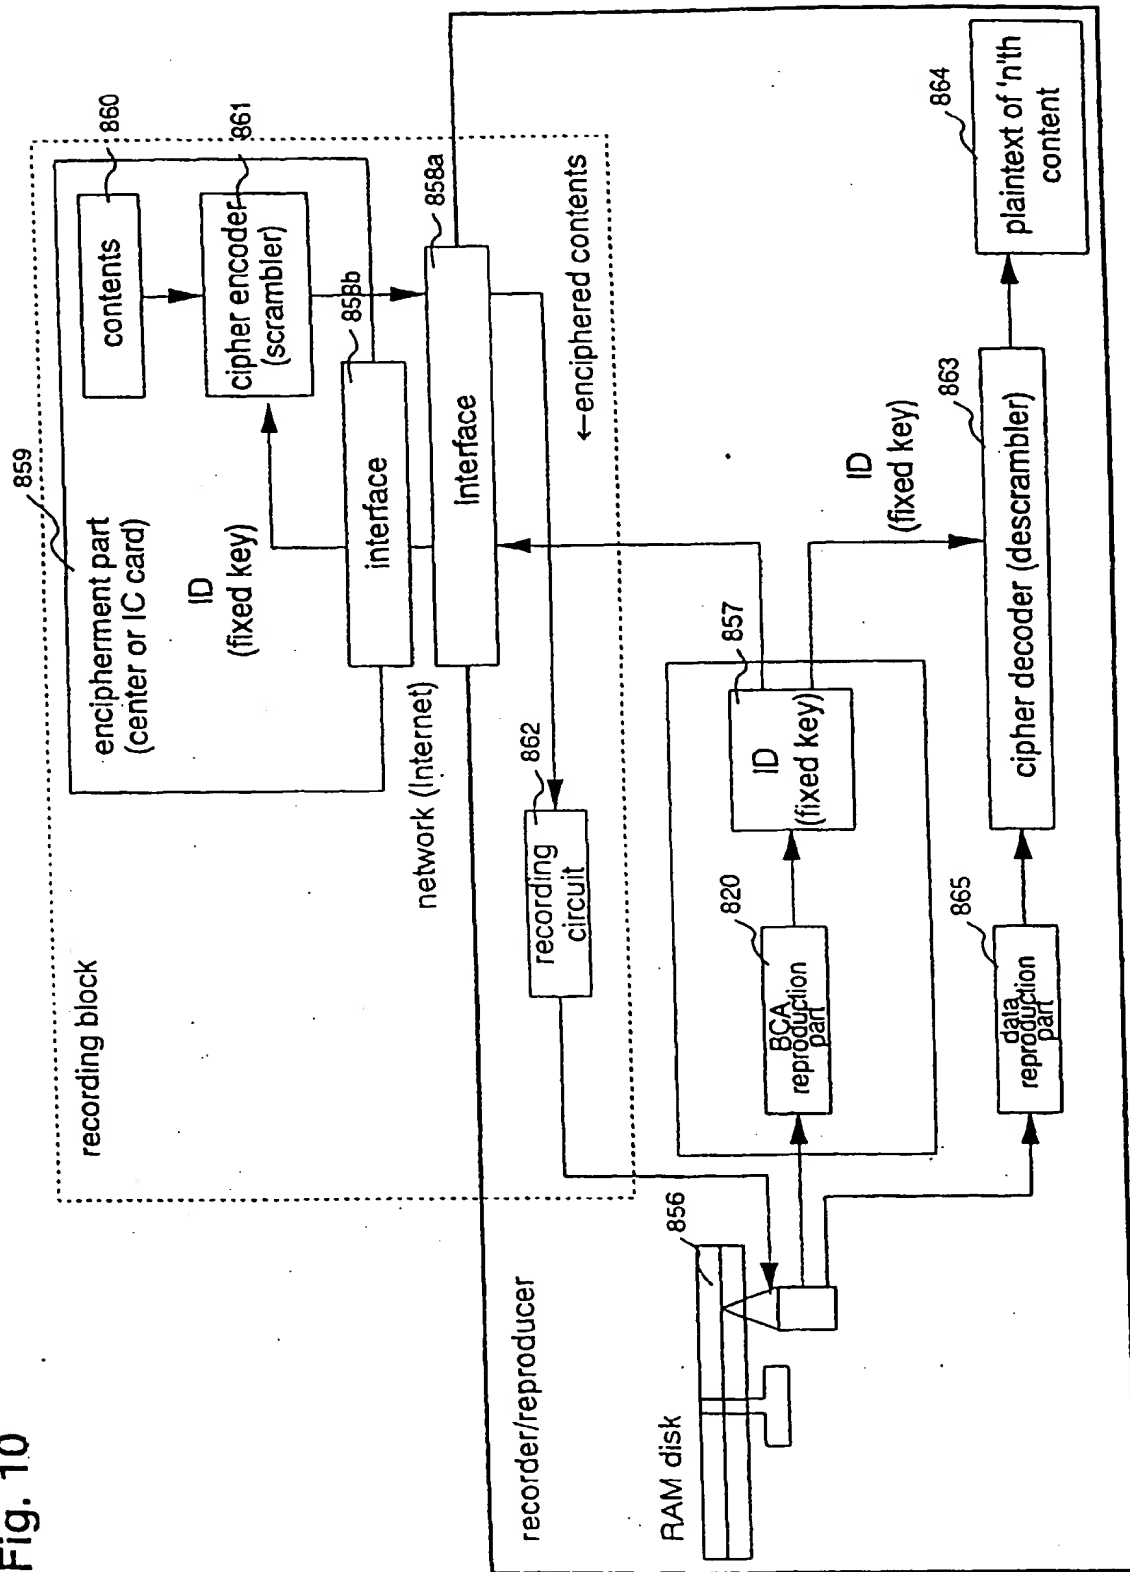 Fig. 10
recording block
859
encipherment part
(center or IC card)
ID
(fixed key)
contents
860
cipher encoder
(scrambler)
861
interface
858b
network (Internet)
Interface
858a
←enciphered contents
recording
circuit
862
recorder/reproducer
RAM disk
856
BCA
reproduction
part
820
ID
(fixed key)
857
ID
(fixed key)
data
reproduction
part
865
cipher decoder (descrambler)
863
plaintext of 'n'th
content
864